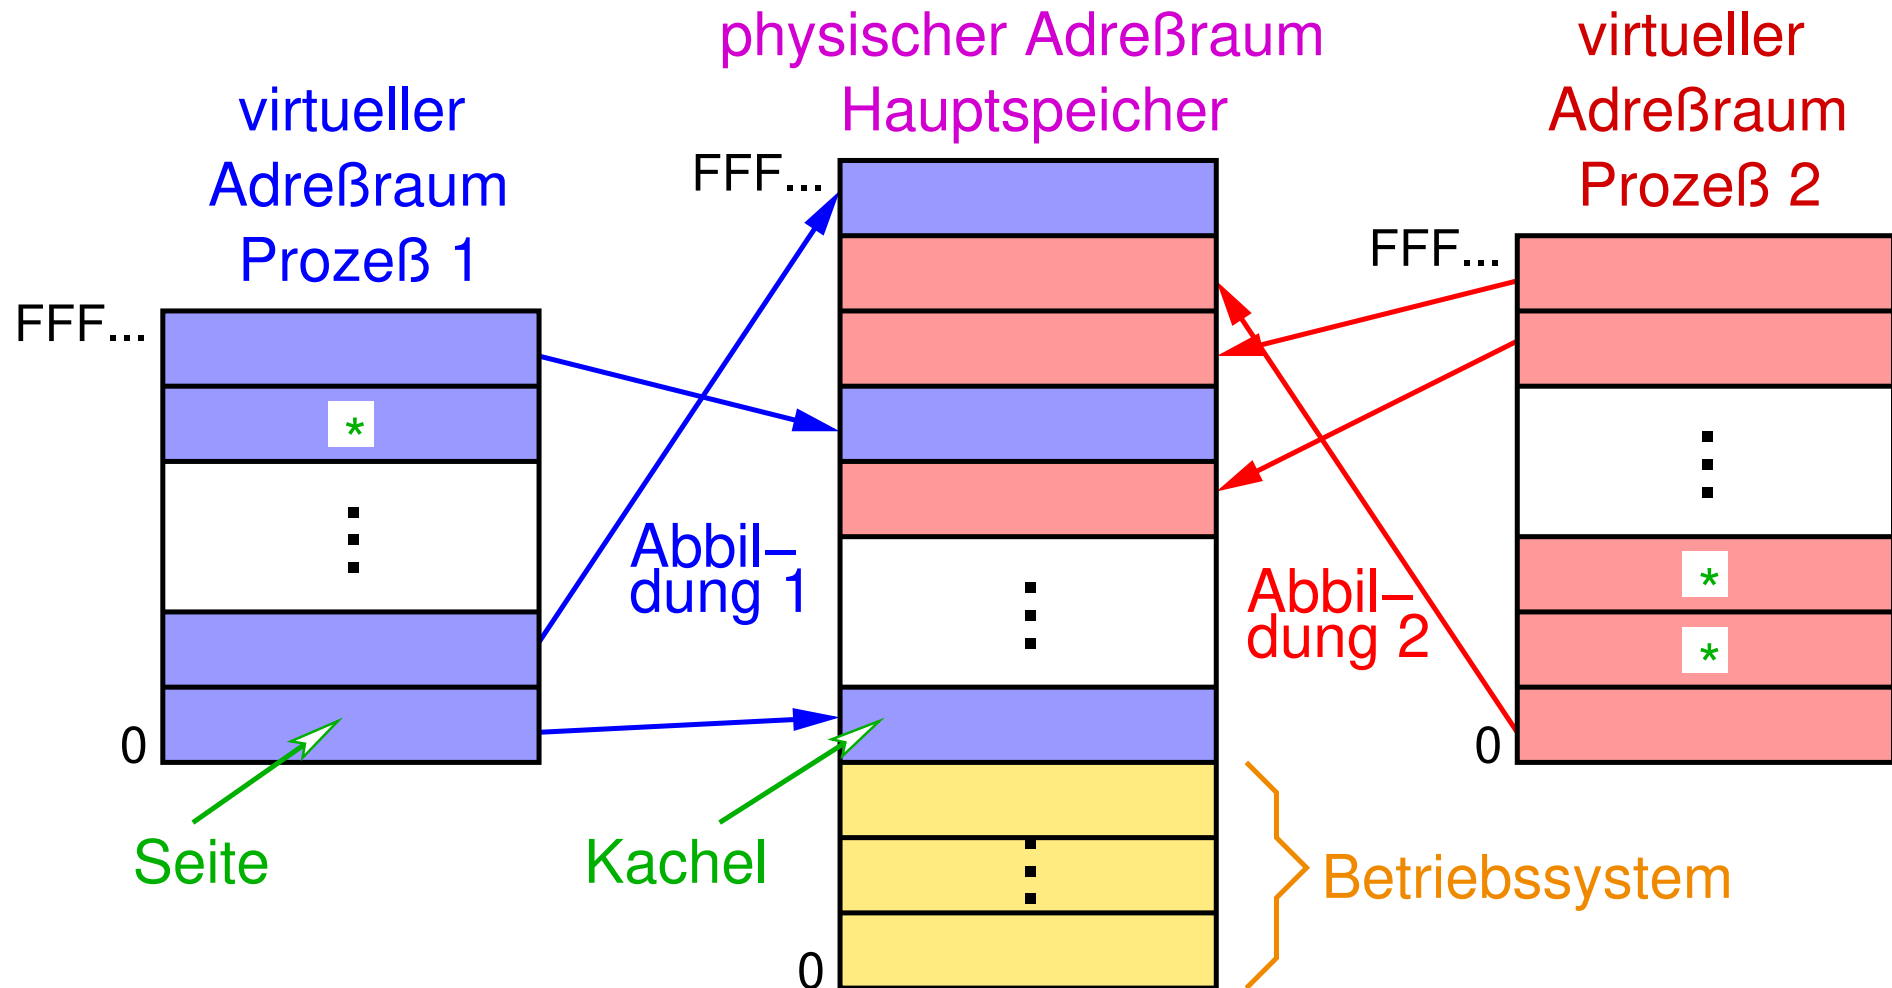 physischer Adreßraum
Hauptspeicher
virtueller
Adreßraum
Prozeß 1
virtueller
Adreßraum
Prozeß 2
FFF...
FFF...
FFF...
*
*
*
Abbil–
dung 1
Abbil–
dung 2
0
0
0
Seite
Kachel
Betriebssystem